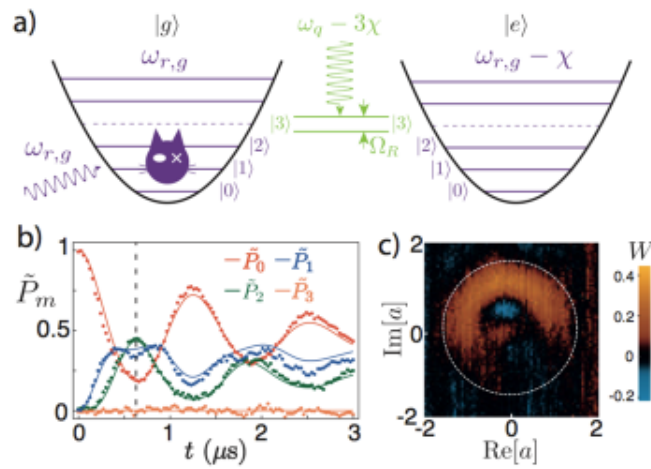 a)
|g⟩
ω_q − 3χ
|e⟩
ω_{r,g}
ω_{r,g} − χ
|3⟩
|3⟩
Ω_R
ω_{r,g}
|2⟩
|1⟩
|0⟩
|2⟩
|1⟩
|0⟩
b)
P̃_m
1
0.5
0
P̃_0
P̃_1
P̃_2
P̃_3
0
1
2
3
t (μs)
c)
Im[a]
2
0
-2
-2
0
2
Re[a]
W
0.4
0.2
0
-0.2